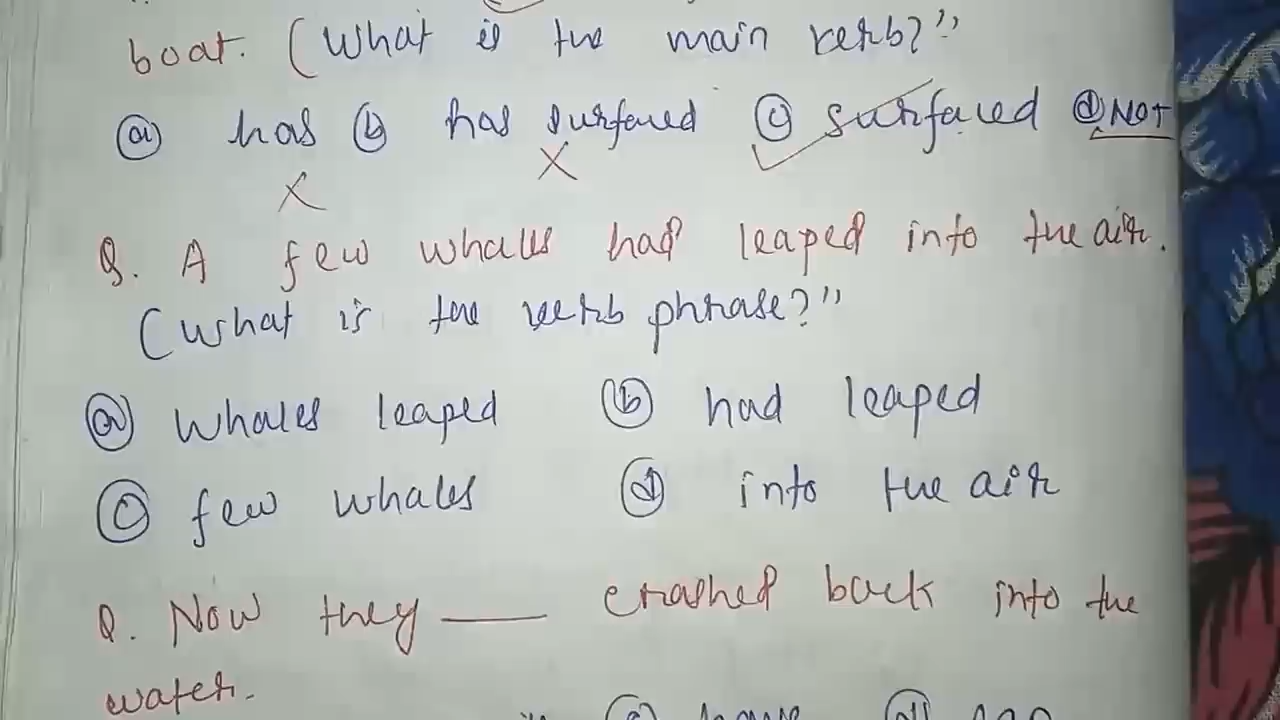 boat. (What is the main verb?"
(a) has (b) has surfaced (c) surfaced (d) NOT
Q. A few whales had leaped into the air.
(what is the verb phrase?"
(a) whales leaped (b) had leaped
(c) few whales (d) into the air
Q. Now they ___ crashed back into the
water.
(c) have (d)